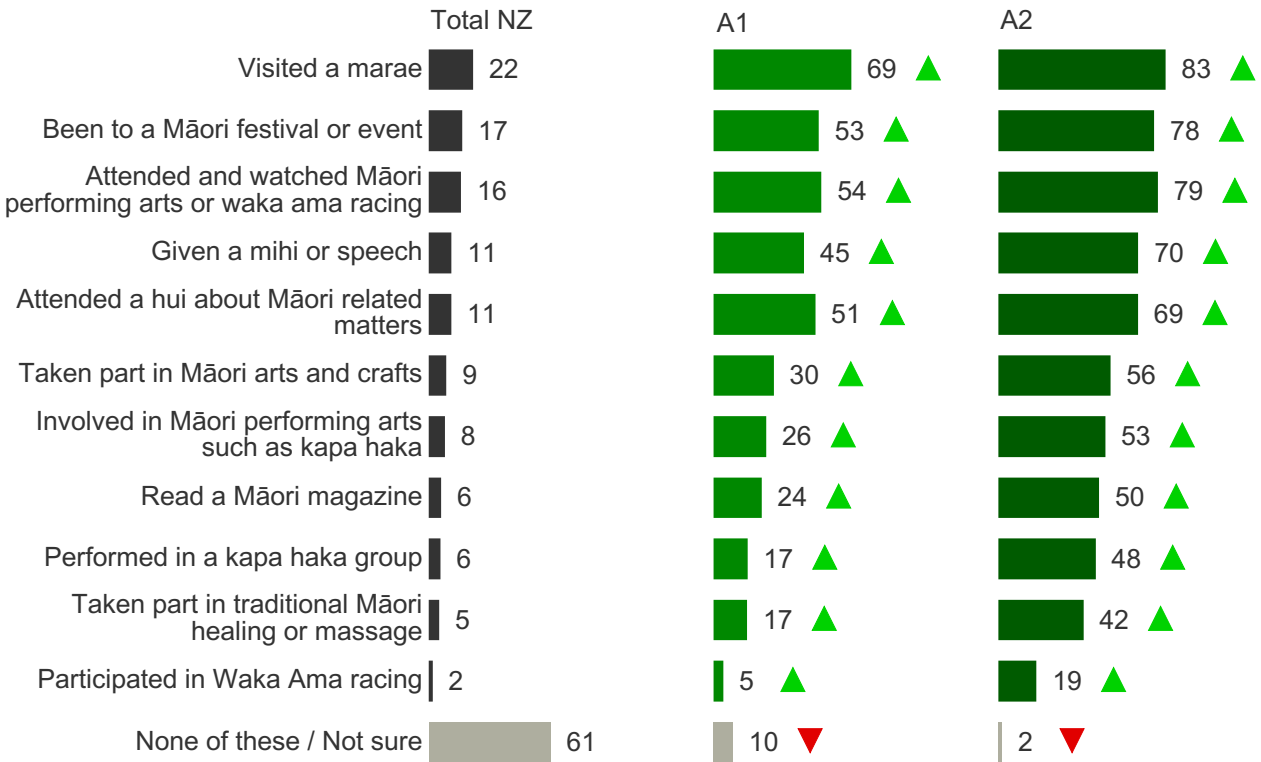 Total NZ A1 A2
Visited a marae 22 69 83
Been to a Māori festival or event 17 53 78
Attended and watched Māori
performing arts or waka ama racing 16 54 79
Given a mihi or speech 11 45 70
Attended a hui about Māori related
matters 11 51 69
Taken part in Māori arts and crafts 9 30 56
Involved in Māori performing arts
such as kapa haka 8 26 53
Read a Māori magazine 6 24 50
Performed in a kapa haka group 6 17 48
Taken part in traditional Māori
healing or massage 5 17 42
Participated in Waka Ama racing 2 5 19
None of these / Not sure 61 10 2